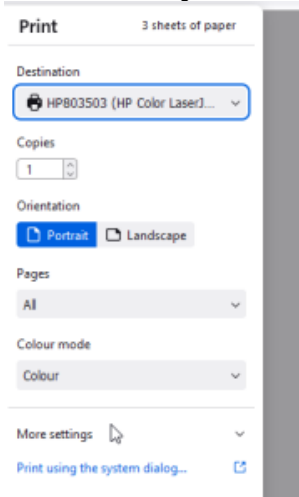 Print 3 sheets of paper
Destination
HP803503 (HP Color LaserJ...
Copies
1
Orientation
Portrait Landscape
Pages
All
Colour mode
Colour
More settings
Print using the system dialog...